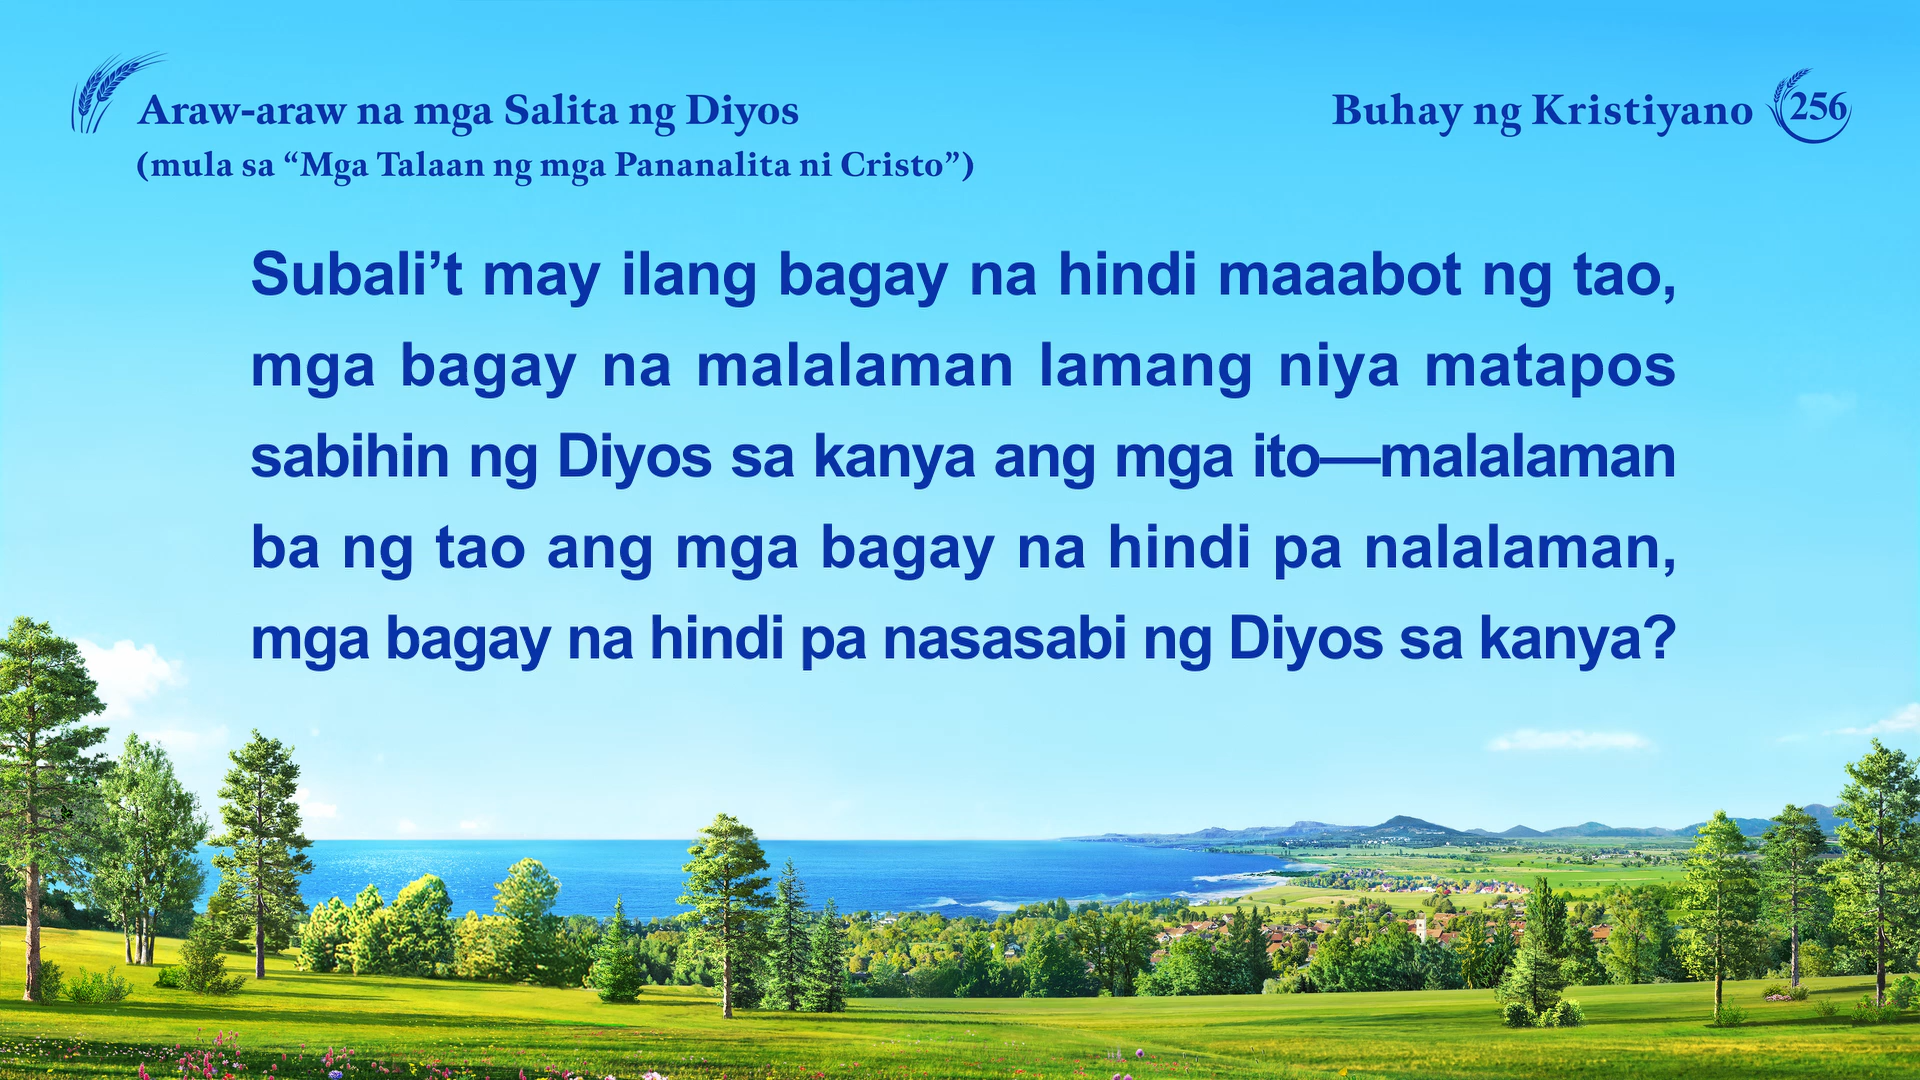 Araw-araw na mga Salita ng Diyos
(mula sa “Mga Talaan ng mga Pananalita ni Cristo”)
Buhay ng Kristiyano 256
Subali’t may ilang bagay na hindi maaabot ng tao,
mga bagay na malalaman lamang niya matapos
sabihin ng Diyos sa kanya ang mga ito—malalaman
ba ng tao ang mga bagay na hindi pa nalalaman,
mga bagay na hindi pa nasasabi ng Diyos sa kanya?